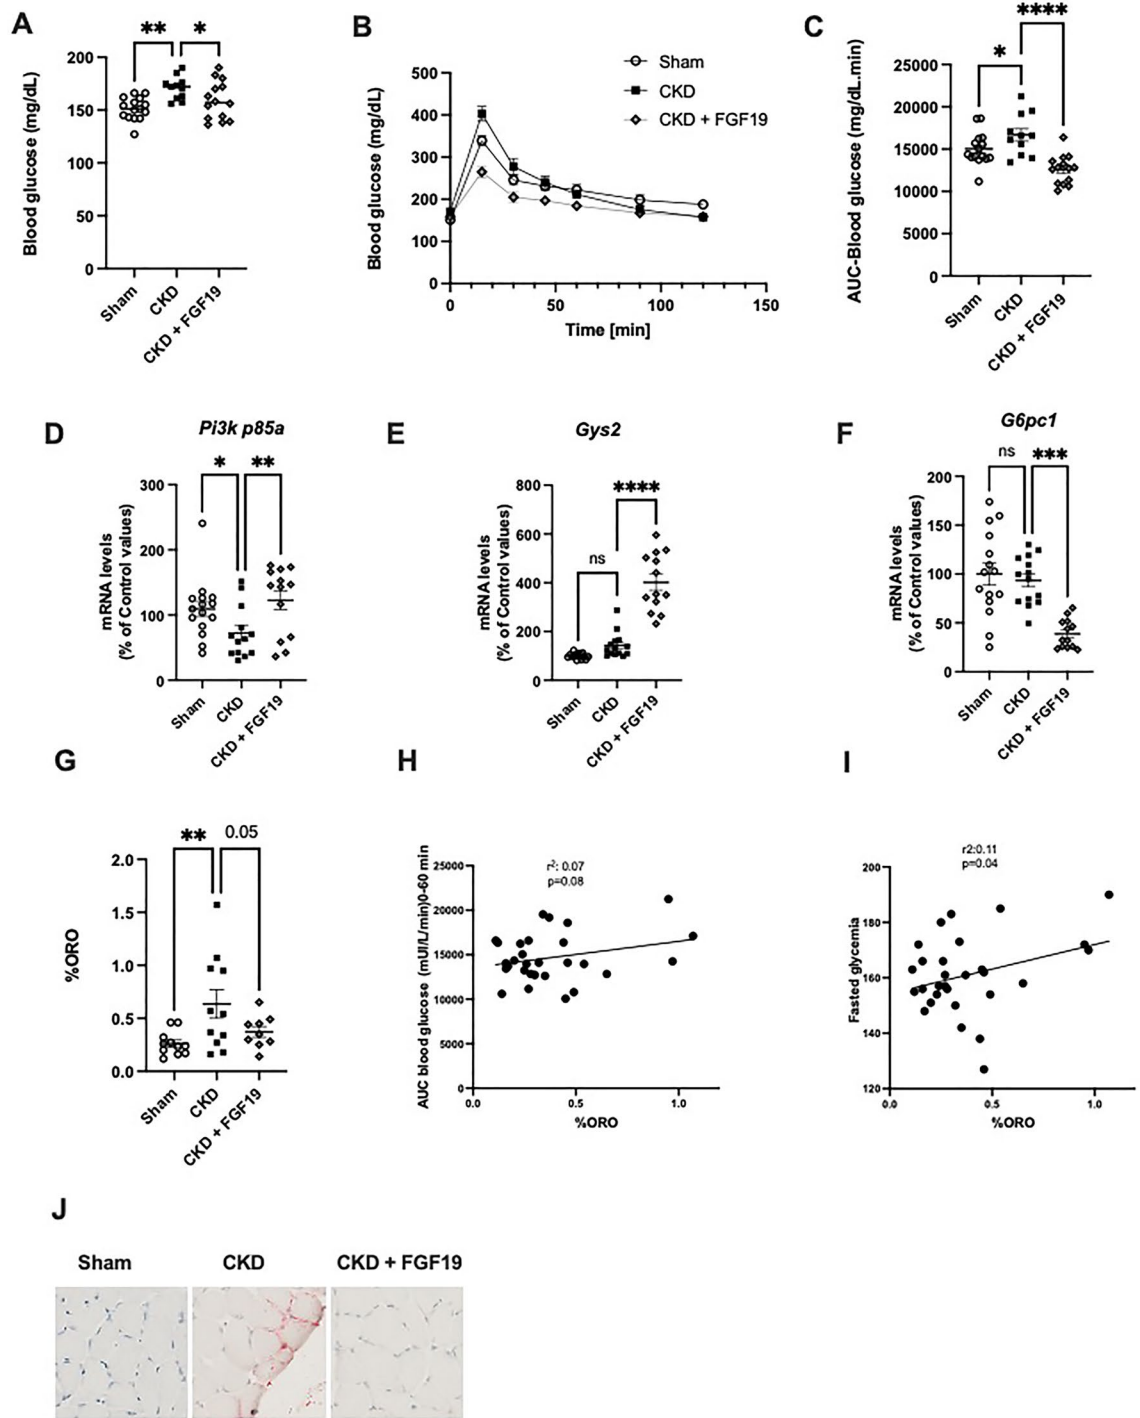 A
** *
Blood glucose (mg/dL)
200
150
100
50
0
Sham
CKD
CKD + FGF19
B
Blood glucose (mg/dL)
500
400
300
200
100
0
0 50 100 150
Time [min]
Sham
CKD
CKD + FGF19
C
****
*
AUC-Blood glucose (mg/dL.min)
25000
20000
15000
10000
5000
0
Sham
CKD
CKD + FGF19
D
Pi3k p85a
* **
mRNA levels
(% of Control values)
300
200
100
0
Sham
CKD
CKD + FGF19
E
Gys2
****
ns
mRNA levels
(% of Control values)
800
600
400
200
0
Sham
CKD
CKD + FGF19
F
G6pc1
ns ***
mRNA levels
(% of Control values)
200
150
100
50
0
Sham
CKD
CKD + FGF19
G
** 0.05
%ORO
2.0
1.5
1.0
0.5
0.0
Sham
CKD
CKD + FGF19
H
r²: 0.07
p=0.08
AUC blood glucose (mUI/L/min)0-60 min
25000
20000
15000
10000
5000
0
0.0 0.5 1.0
%ORO
I
r2:0.11
p=0.04
Fasted glycemia
200
180
160
140
120
0.0 0.5 1.0
%ORO
J
Sham CKD CKD + FGF19